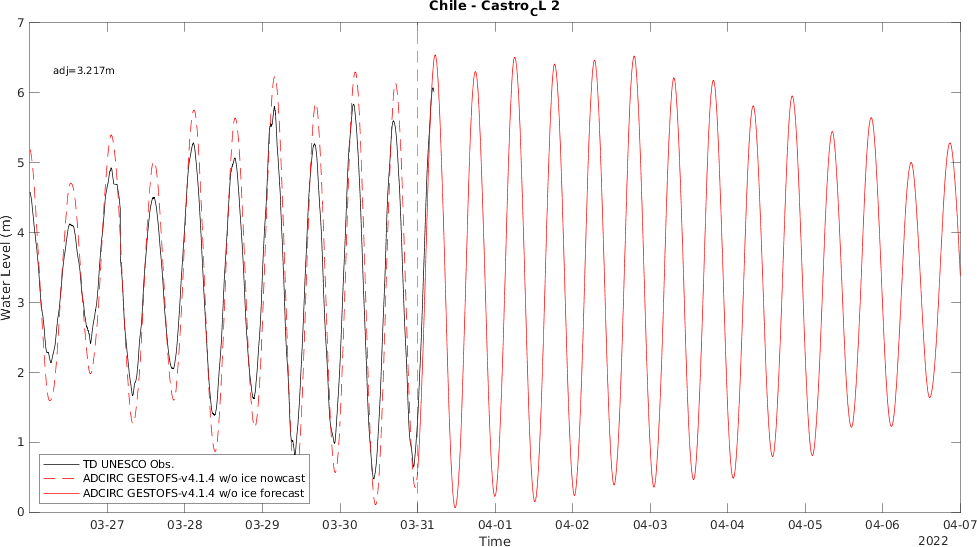 Chile - Castro_CL 2
7
adj=3.217m
6
5
4
3
2
1
0
Water Level (m)
TD UNESCO Obs.
ADCIRC GESTOFS-v4.1.4 w/o ice nowcast
ADCIRC GESTOFS-v4.1.4 w/o ice forecast
03-27 03-28 03-29 03-30 03-31 04-01 04-02 04-03 04-04 04-05 04-06 04-07
Time
2022